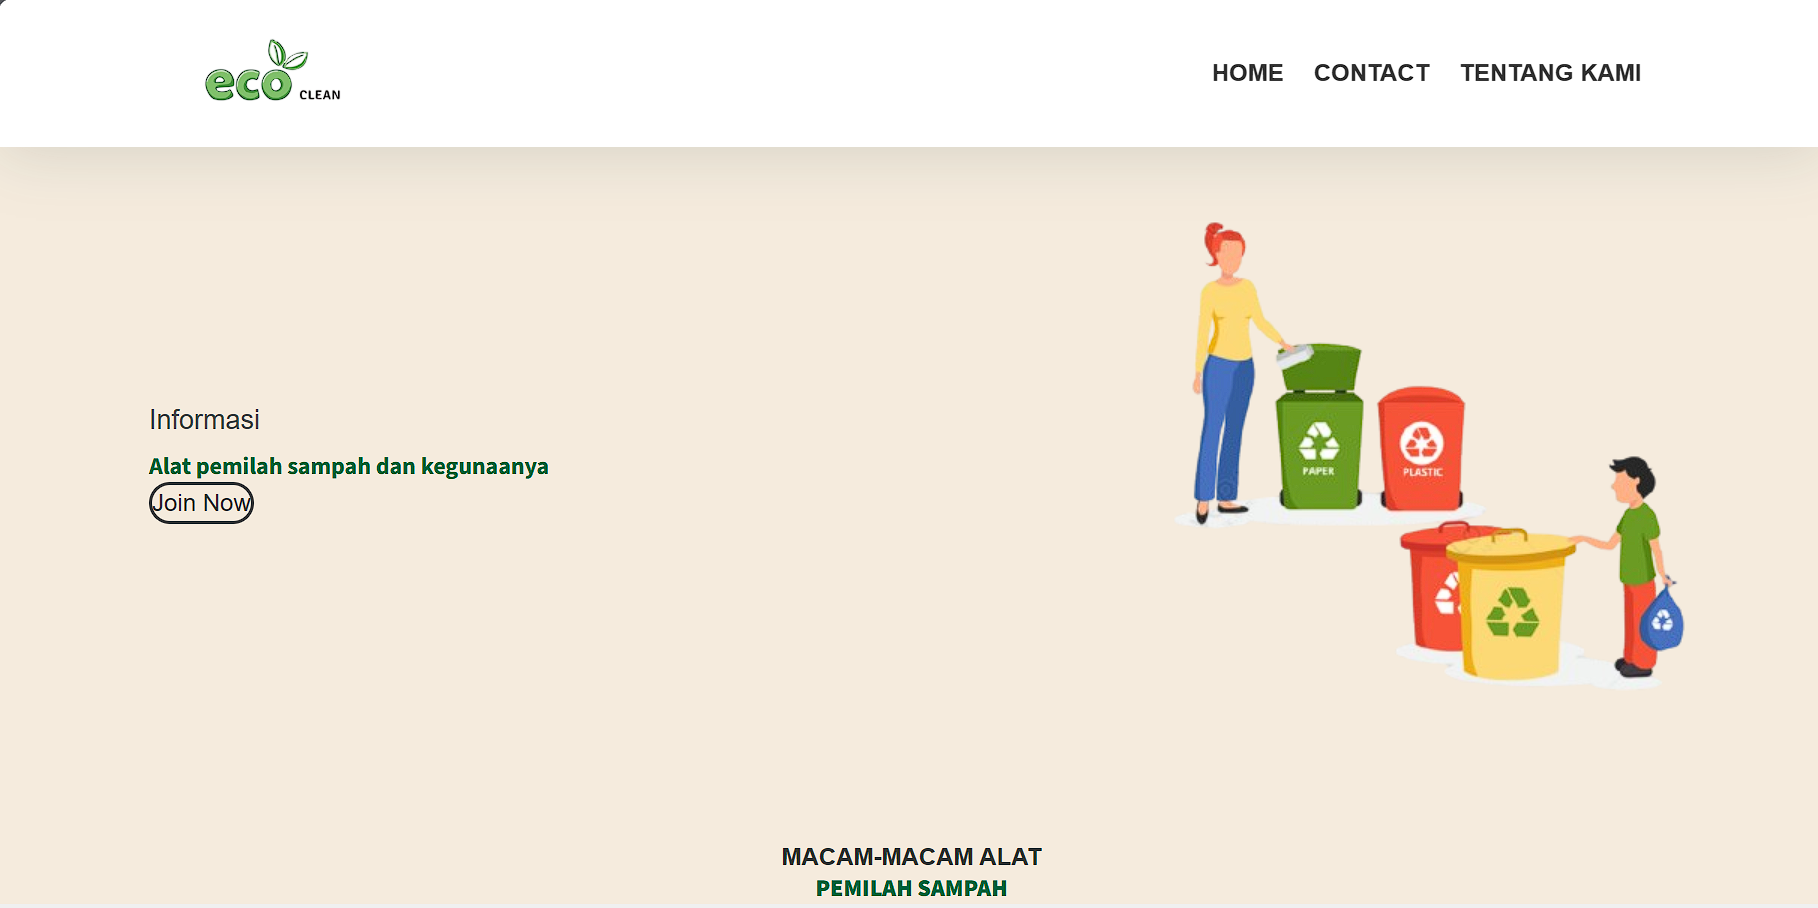 eco CLEAN
HOME CONTACT TENTANG KAMI
Informasi
Alat pemilah sampah dan kegunaanya
Join Now
PAPER
PLASTIC
MACAM-MACAM ALAT
PEMILAH SAMPAH